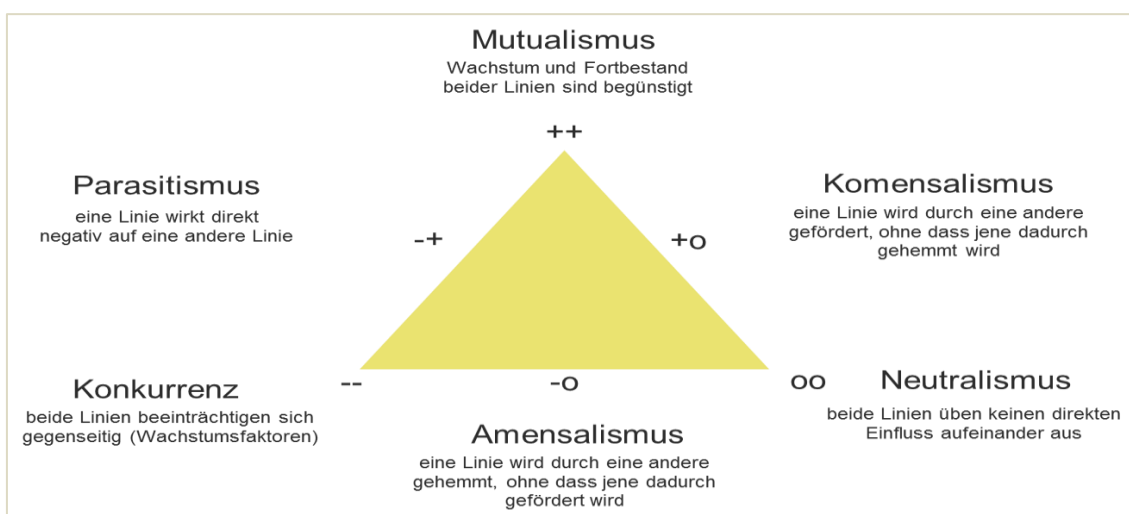 Mutualismus
Wachstum und Fortbestand
beider Linien sind begünstigt
++
Parasitismus
eine Linie wirkt direkt
negativ auf eine andere Linie
-+
+o
Komensalismus
eine Linie wird durch eine andere
gefördert, ohne dass jene dadurch
gehemmt wird
Konkurrenz
beide Linien beeinträchtigen sich
gegenseitig (Wachstumsfaktoren)
--
-o
Amensalismus
eine Linie wird durch eine andere
gehemmt, ohne dass jene dadurch
gefördert wird
oo
Neutralismus
beide Linien üben keinen direkten
Einfluss aufeinander aus